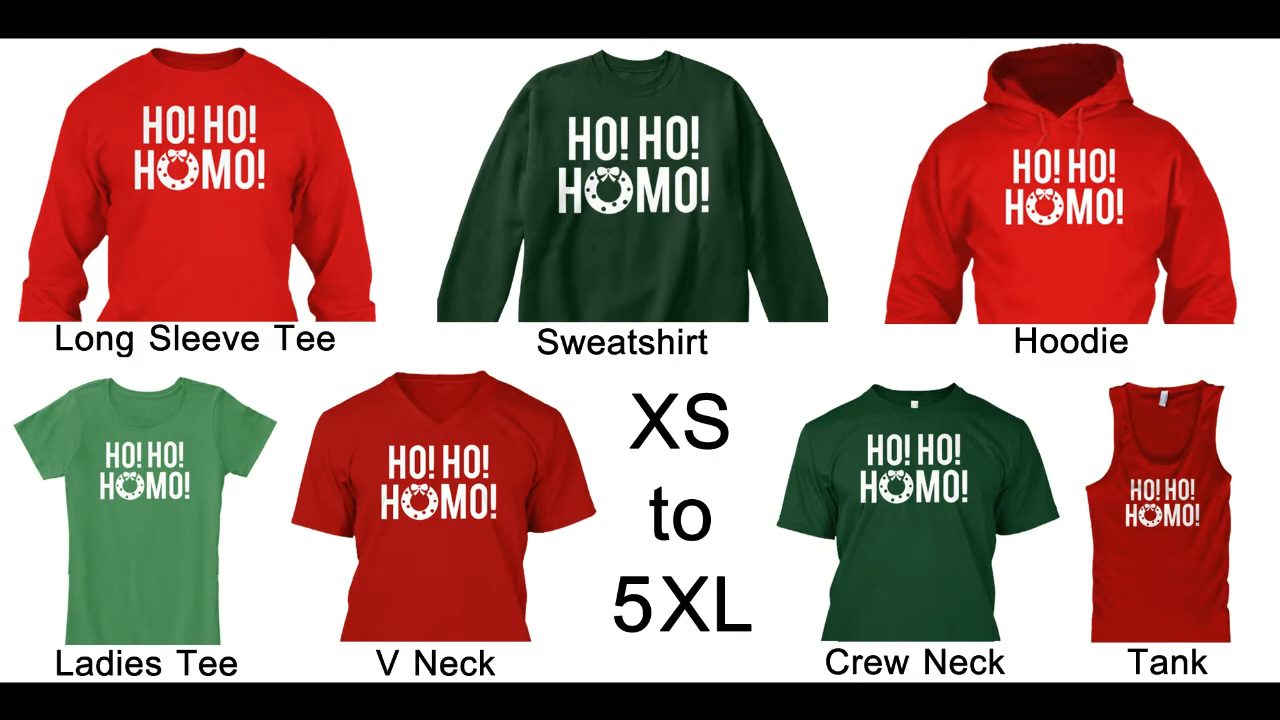 HO! HO!
HOMO!
HO! HO!
HOMO!
HO! HO!
HOMO!
Long Sleeve Tee
Sweatshirt
Hoodie
HO! HO!
HOMO!
HO! HO!
HOMO!
XS
to
5XL
HO! HO!
HOMO!
HO! HO!
HOMO!
Ladies Tee
V Neck
Crew Neck
Tank